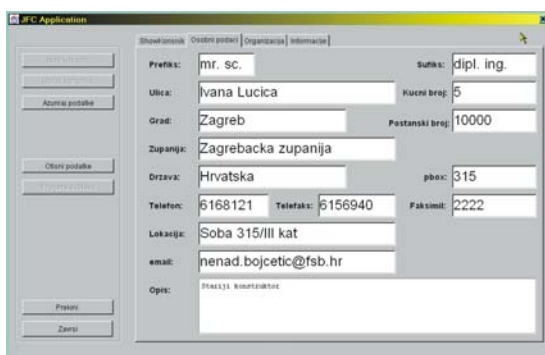 JFC Application
ShowKorisnik Osobni podaci Organizacija Informacije
Prefiks: mr. sc. Sufiks: dipl. ing.
Ulica: Ivana Lucica Kucni broj: 5
Azuriraj podatke
Grad: Zagreb Postanski broj: 10000
Zupanija: Zagrebacka zupanija
Otisni podatke
Drzava: Hrvatska pbox: 315
Telefon: 6168121 Telefaks: 6156940 Faksimil: 2222
Lokacija: Soba 315/III kat
email: nenad.bojcetic@fsb.hr
Opis: Stariji konstruktor
Prekini
Zavrsi